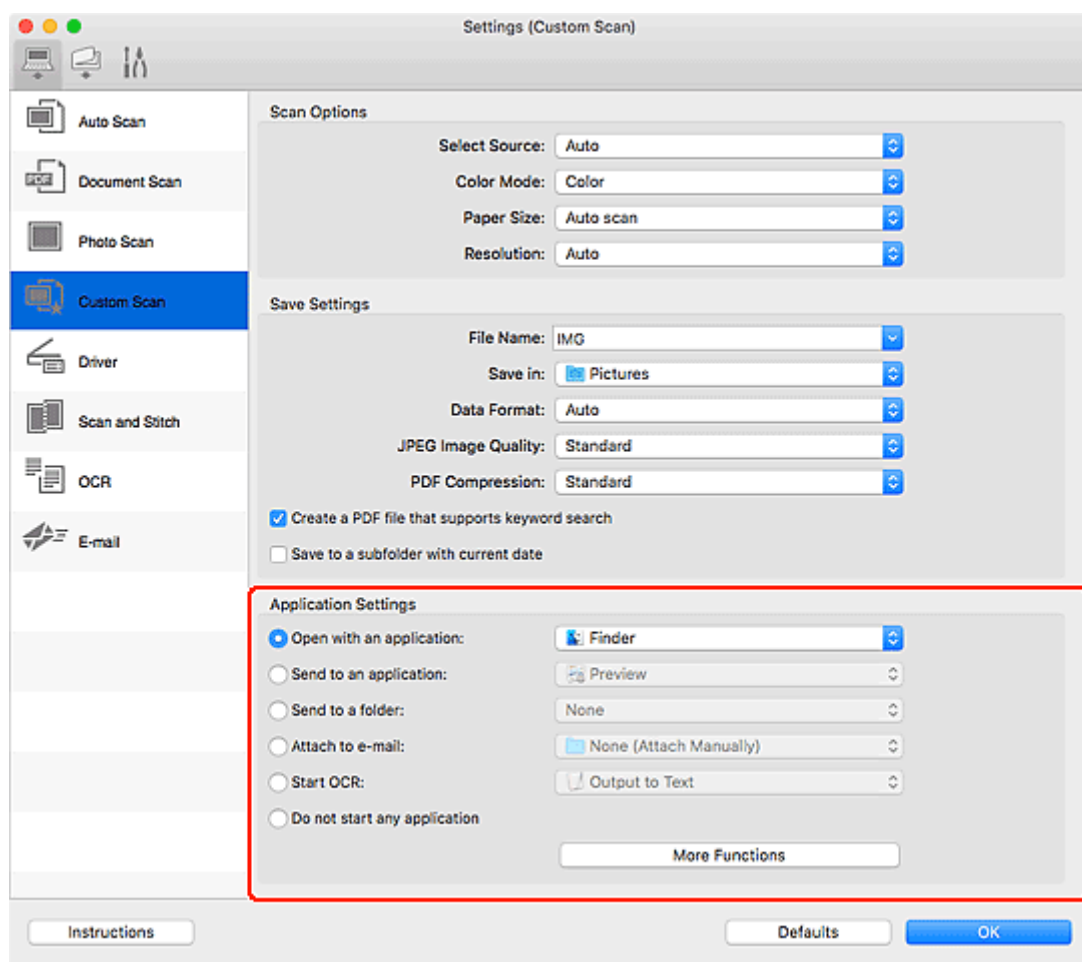 Settings (Custom Scan)
Auto Scan
PDF
Document Scan
Photo Scan
Custom Scan
Driver
Scan and Stitch
OCR
E-mail
Scan Options
Select Source: Auto
Color Mode: Color
Paper Size: Auto scan
Resolution: Auto
Save Settings
File Name: IMG
Save in: Pictures
Data Format: Auto
JPEG Image Quality: Standard
PDF Compression: Standard
Create a PDF file that supports keyword search
Save to a subfolder with current date
Application Settings
Open with an application: Finder
Send to an application: Preview
Send to a folder: None
Attach to e-mail: None (Attach Manually)
Start OCR: Output to Text
Do not start any application
More Functions
Instructions Defaults OK